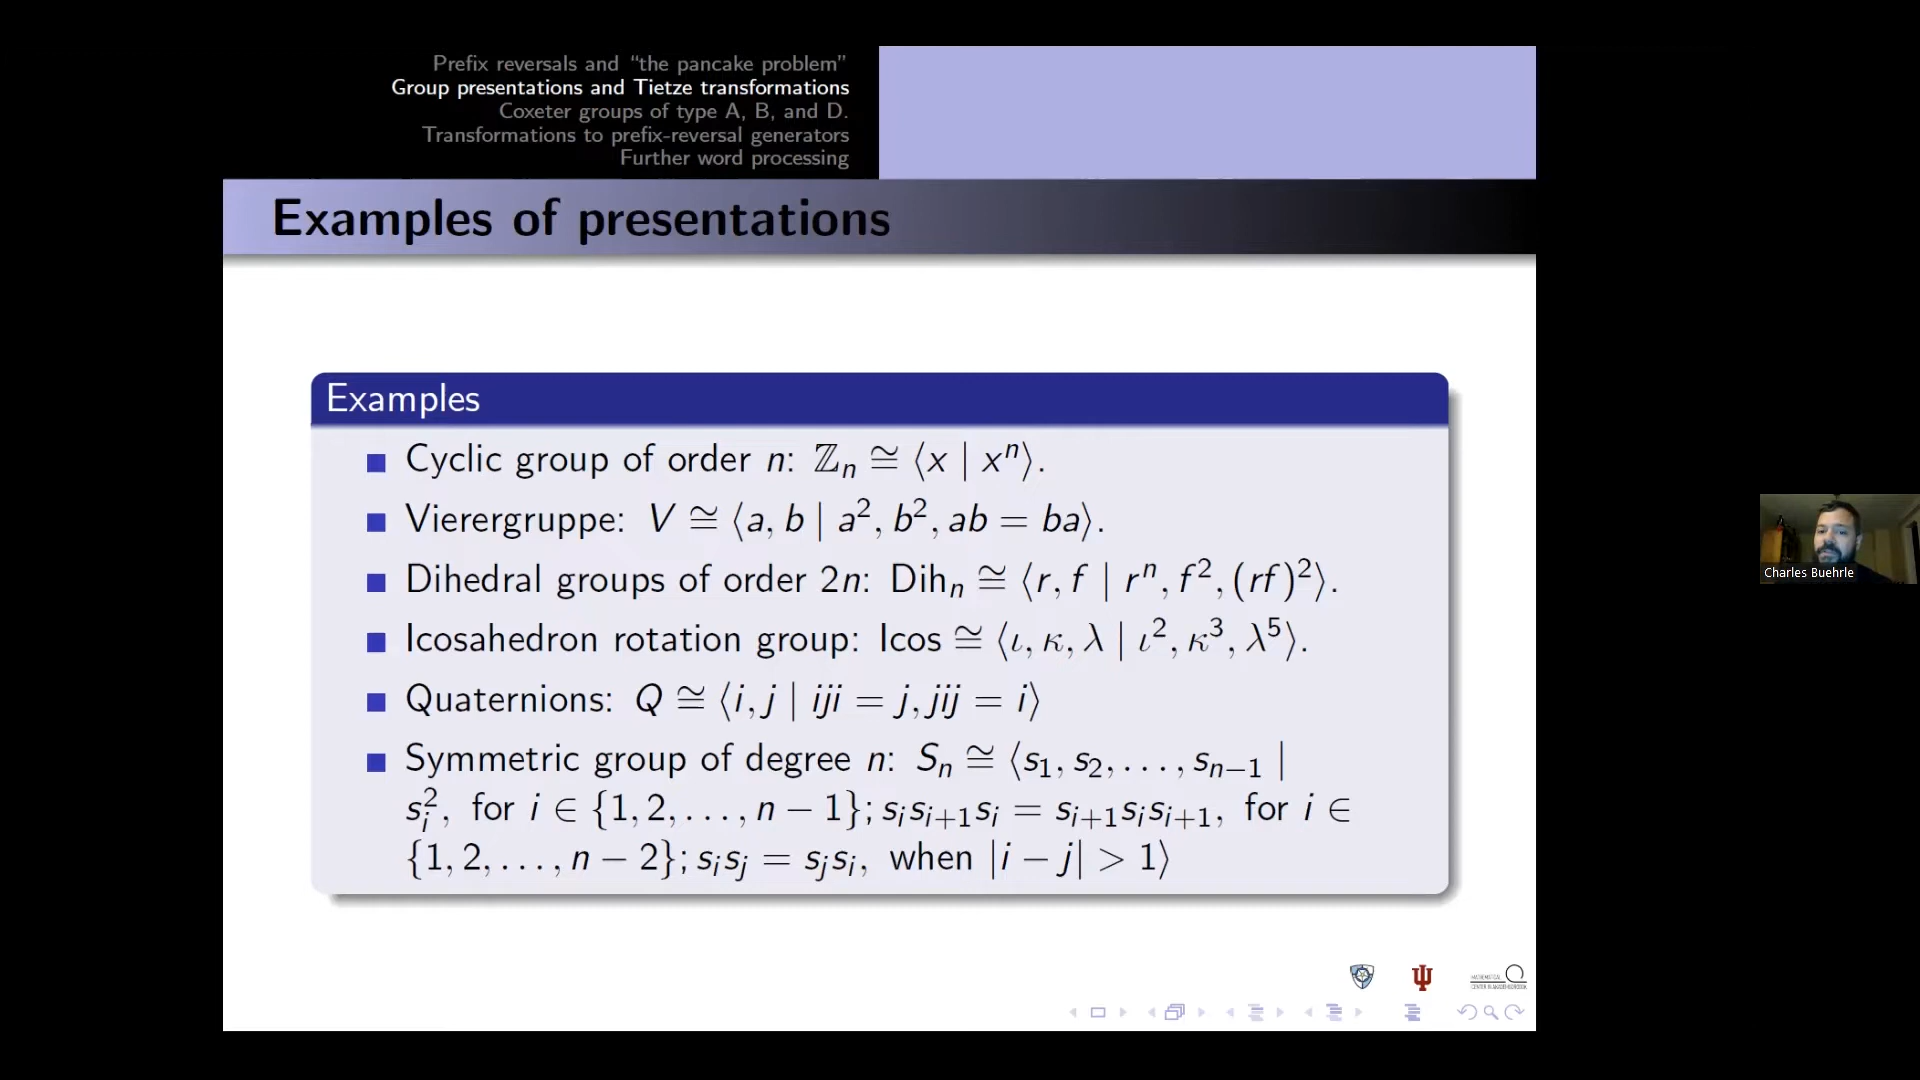 Prefix reversals and “the pancake problem”
Group presentations and Tietze transformations
Coxeter groups of type A, B, and D.
Transformations to prefix-reversal generators
Further word processing
Examples of presentations
Examples
Cyclic group of order n: ℤₙ ≅ ⟨x | xⁿ⟩.
Vierergruppe: V ≅ ⟨a, b | a², b², ab = ba⟩.
Dihedral groups of order 2n: Dihₙ ≅ ⟨r, f | rⁿ, f², (rf)²⟩.
Icosahedron rotation group: Icos ≅ ⟨ι, κ, λ | ι², κ³, λ⁵⟩.
Quaternions: Q ≅ ⟨i, j | iji = j, jij = i⟩
Symmetric group of degree n: Sₙ ≅ ⟨s₁, s₂, . . . , sₙ₋₁ |
sᵢ², for i ∈ {1, 2, . . . , n − 1}; sᵢsᵢ₊₁sᵢ = sᵢ₊₁sᵢsᵢ₊₁, for i ∈
{1, 2, . . . , n − 2}; sᵢsⱼ = sⱼsᵢ, when |i − j| > 1⟩
Charles Buehrle